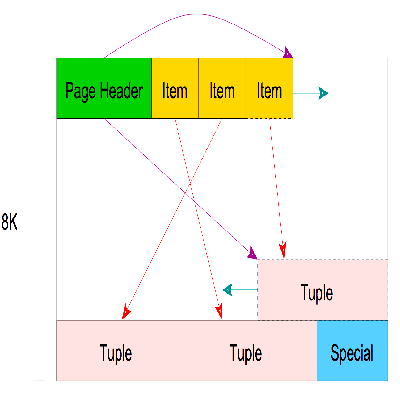 Page Header Item Item Item
8K
Tuple
Tuple Tuple Special